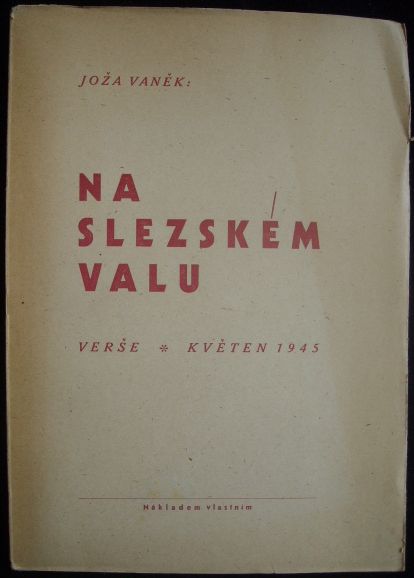 JOŽA VANĚK:
NA
SLEZSKÉM
VALU
VERŠE * KVĚTEN 1945
Nákladem vlastním